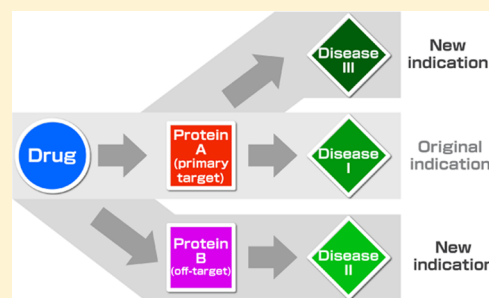 Disease
III
New
indication
Drug
Protein
A
(primary
target)
Disease
I
Original
indication
Protein
B
(off-target)
Disease
II
New
indication